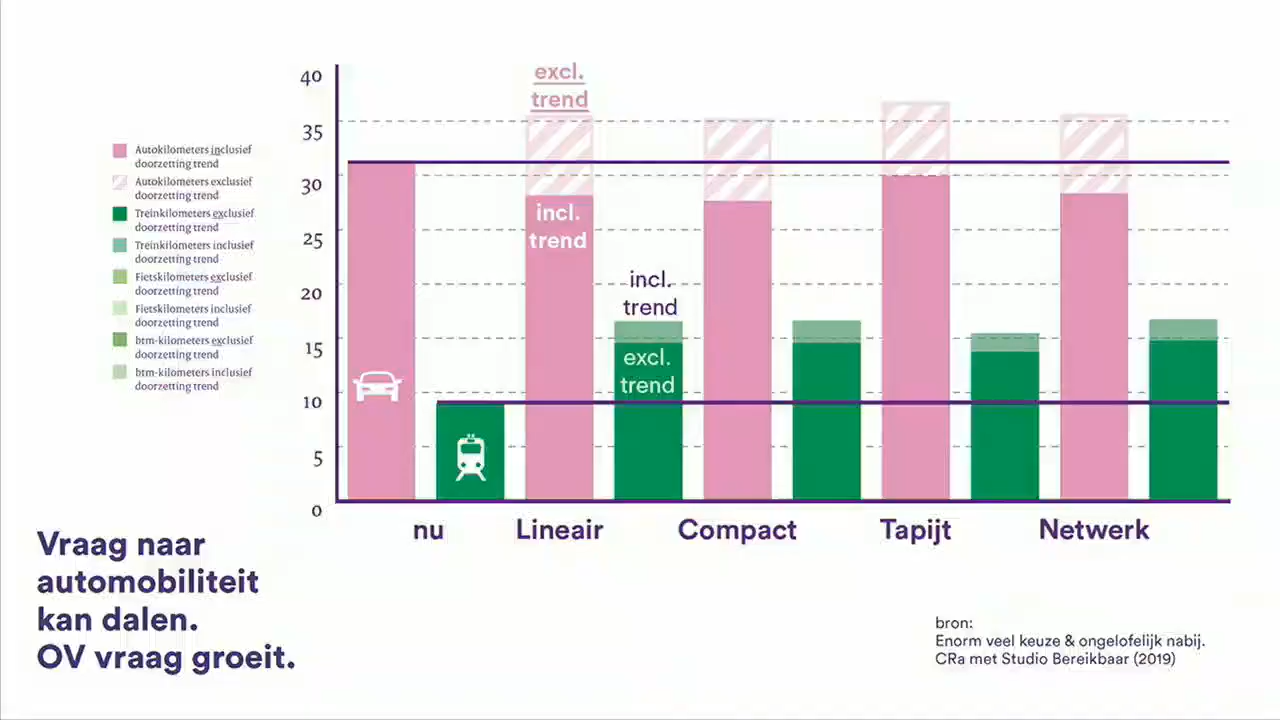 40
35
30
25
20
15
10
5
0
excl.
trend
incl.
trend
incl.
trend
excl.
trend
Autokilometers inclusief
doorzetting trend
Autokilometers exclusief
doorzetting trend
Treinkilometers exclusief
doorzetting trend
Treinkilometers inclusief
doorzetting trend
Fietskilometers exclusief
doorzetting trend
Fietskilometers inclusief
doorzetting trend
btm-kilometers exclusief
doorzetting trend
btm-kilometers inclusief
doorzetting trend
nu
Lineair
Compact
Tapijt
Netwerk
Vraag naar
automobiliteit
kan dalen.
OV vraag groeit.
bron:
Enorm veel keuze & ongelofelijk nabij.
CRa met Studio Bereikbaar (2019)